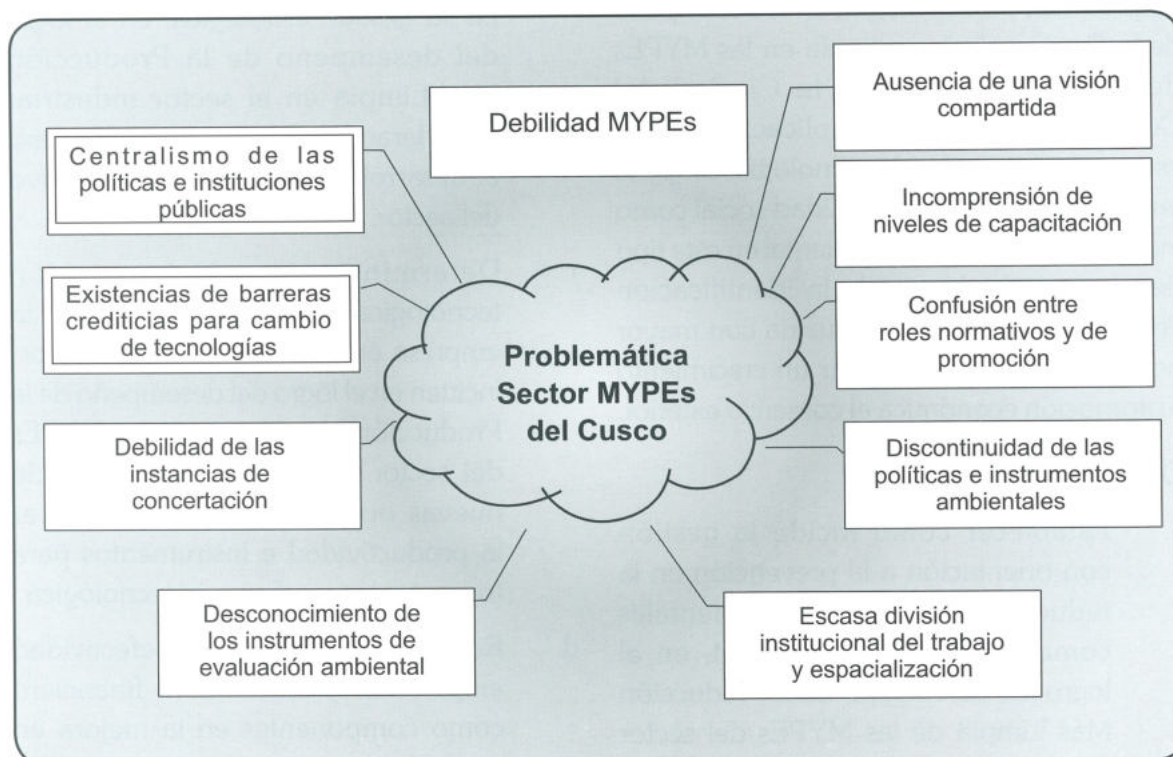 Debilidad MYPEs
Centralismo de las
políticas e instituciones
públicas
Existencias de barreras
crediticias para cambio
de tecnologías
Debilidad de las
instancias de
concertación
Desconocimiento de
los instrumentos de
evaluación ambiental
Problemática
Sector MYPEs
del Cusco
Ausencia de una visión
compartida
Incomprensión de
niveles de capacitación
Confusión entre
roles normativos y de
promoción
Discontinuidad de las
políticas e instrumentos
ambientales
Escasa división
institucional del trabajo
y espacialización